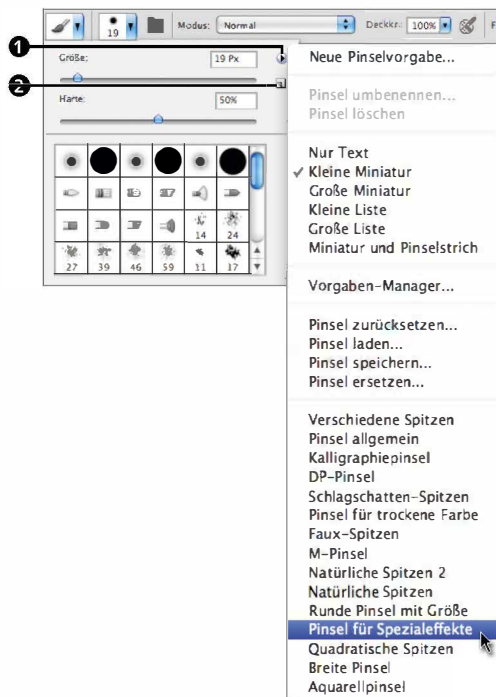 19 Modus: Normal Deckkr.: 100% F
1
Größe: 19 Px
2
Härte: 50%
14 24
27 39 46 59 11 17
Neue Pinselvorgabe...
Pinsel umbenennen...
Pinsel löschen
Nur Text
✓ Kleine Miniatur
Große Miniatur
Kleine Liste
Große Liste
Miniatur und Pinselstrich
Vorgaben-Manager...
Pinsel zurücksetzen...
Pinsel laden...
Pinsel speichern...
Pinsel ersetzen...
Verschiedene Spitzen
Pinsel allgemein
Kalligraphiepinsel
DP-Pinsel
Schlagschatten-Spitzen
Pinsel für trockene Farbe
Faux-Spitzen
M-Pinsel
Natürliche Spitzen 2
Natürliche Spitzen
Runde Pinsel mit Größe
Pinsel für Spezialeffekte
Quadratische Spitzen
Breite Pinsel
Aquarellpinsel